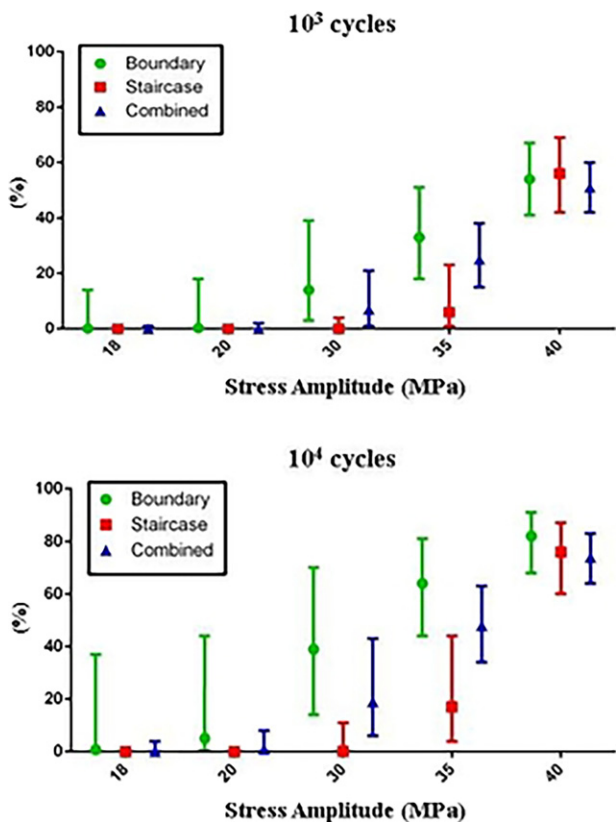 10³ cycles
100
80
60
40
20
0
(%)
Boundary
Staircase
Combined
18 20 30 35 40
Stress Amplitude (MPa)
10⁴ cycles
100
80
60
40
20
0
(%)
Boundary
Staircase
Combined
18 20 30 35 40
Stress Amplitude (MPa)